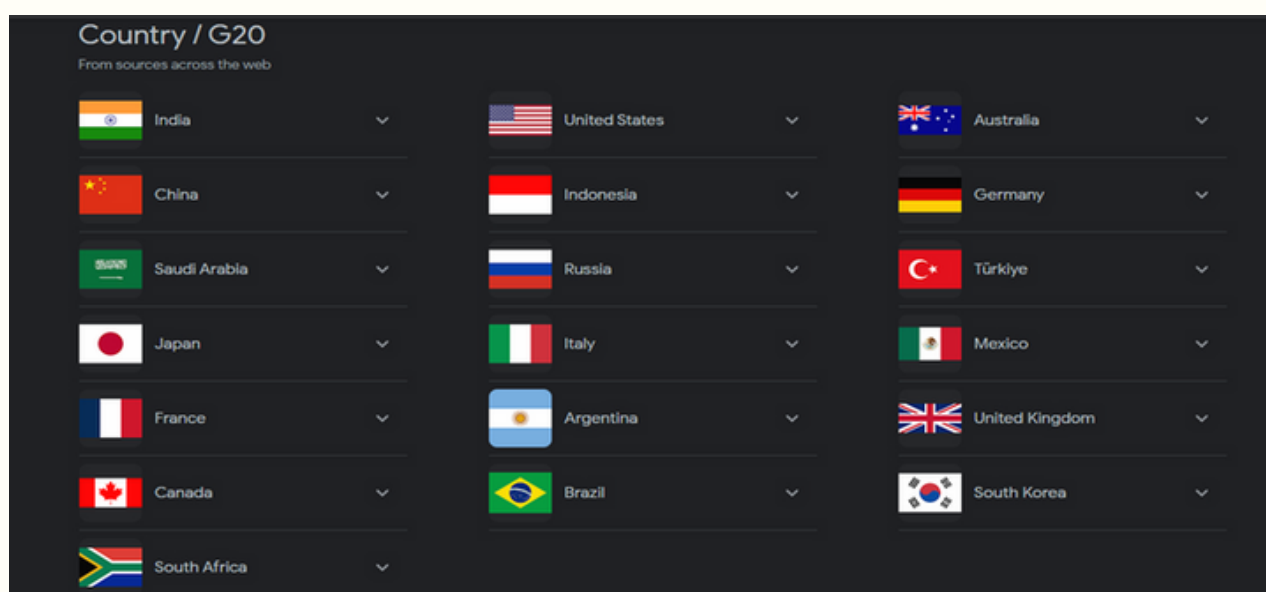 Country / G20
From sources across the web
India
United States
Australia
China
Indonesia
Germany
Saudi Arabia
Russia
Türkiye
Japan
Italy
Mexico
France
Argentina
United Kingdom
Canada
Brazil
South Korea
South Africa